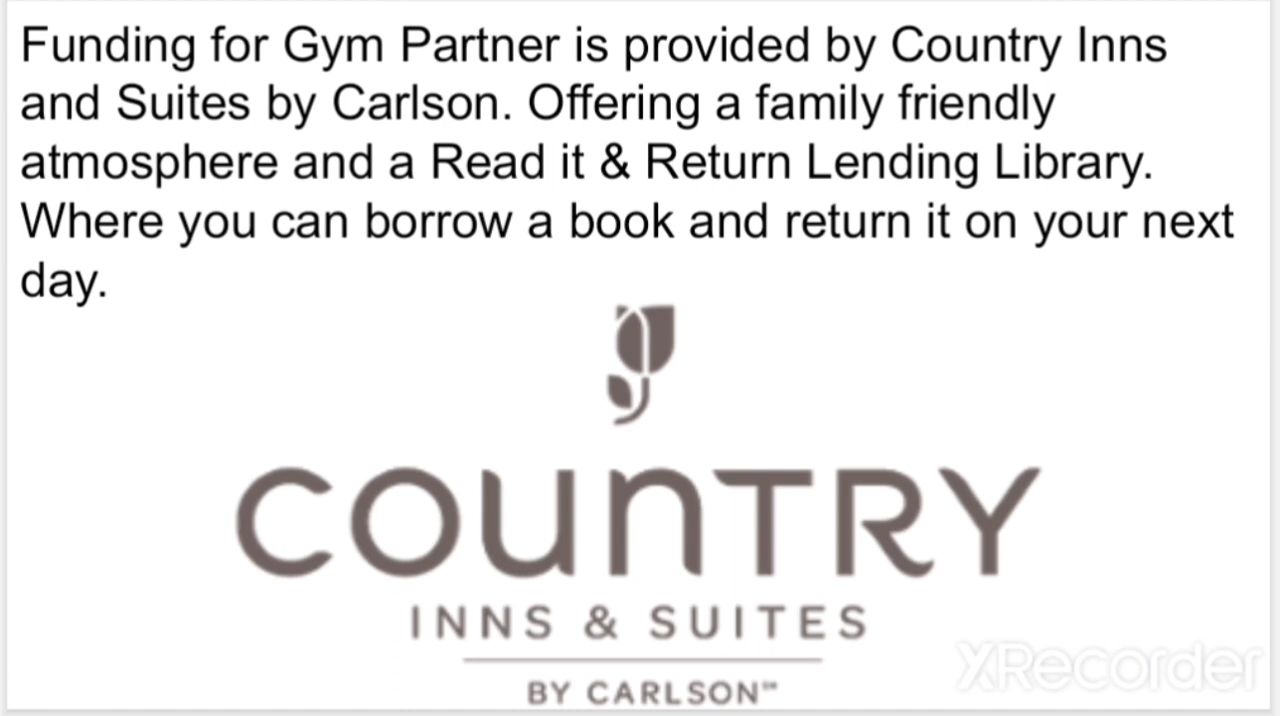 Funding for Gym Partner is provided by Country Inns
and Suites by Carlson. Offering a family friendly
atmosphere and a Read it & Return Lending Library.
Where you can borrow a book and return it on your next
day.
COUNTRY
INNS & SUITES
BY CARLSON℠
XRecorder